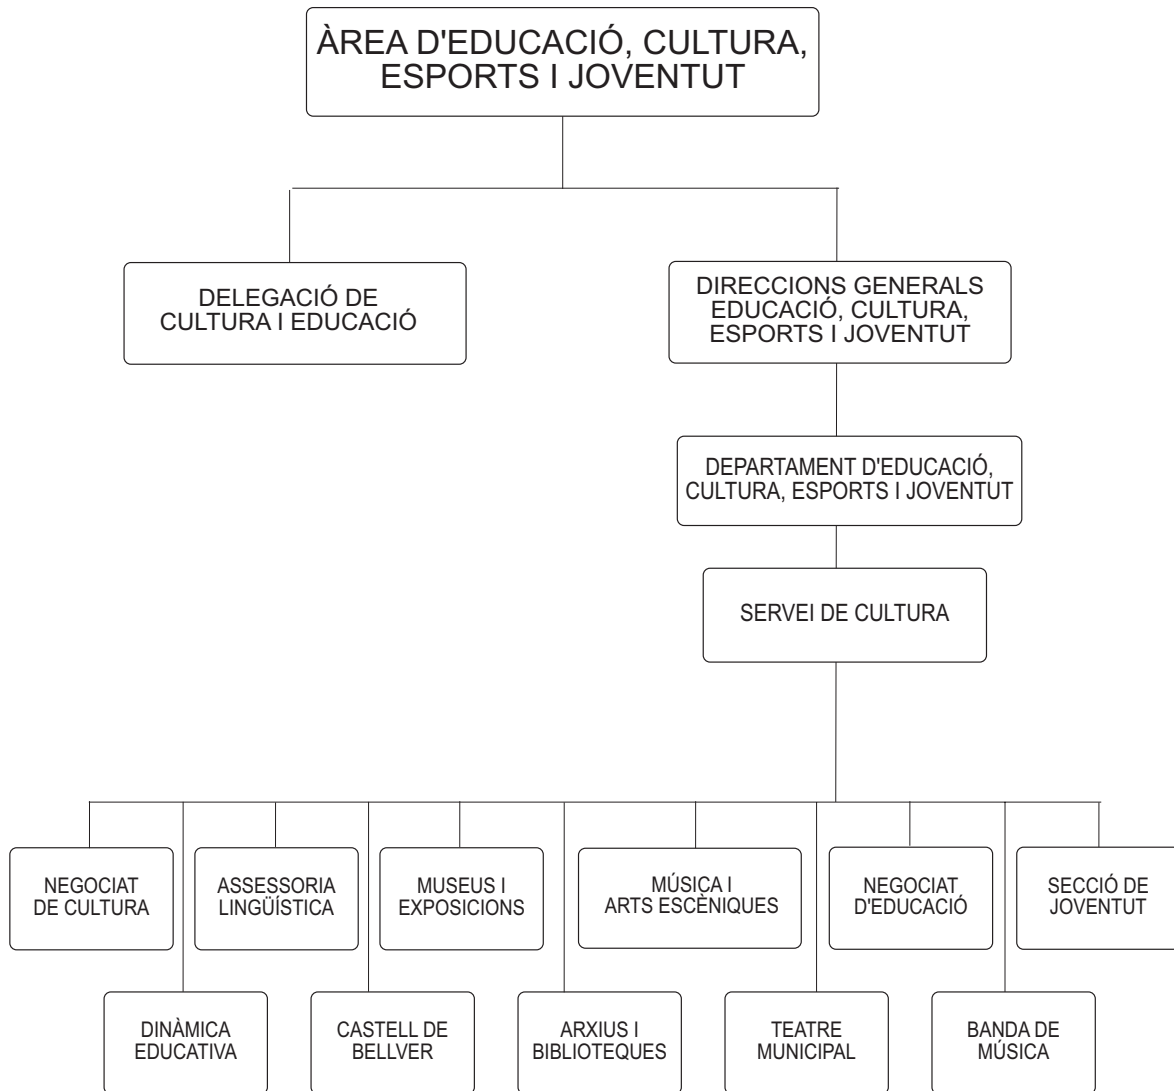 ÀREA D'EDUCACIÓ, CULTURA,
ESPORTS I JOVENTUT
DELEGACIÓ DE
CULTURA I EDUCACIÓ
DIRECCIONS GENERALS
EDUCACIÓ, CULTURA,
ESPORTS I JOVENTUT
DEPARTAMENT D'EDUCACIÓ,
CULTURA, ESPORTS I JOVENTUT
SERVEI DE CULTURA
NEGOCIAT
DE CULTURA
ASSESSORIA
LINGÜÍSTICA
MUSEUS I
EXPOSICIONS
MÚSICA I
ARTS ESCÈNIQUES
NEGOCIAT
D'EDUCACIÓ
SECCIÓ DE
JOVENTUT
DINÀMICA
EDUCATIVA
CASTELL DE
BELLVER
ARXIUS I
BIBLIOTEQUES
TEATRE
MUNICIPAL
BANDA DE
MÚSICA